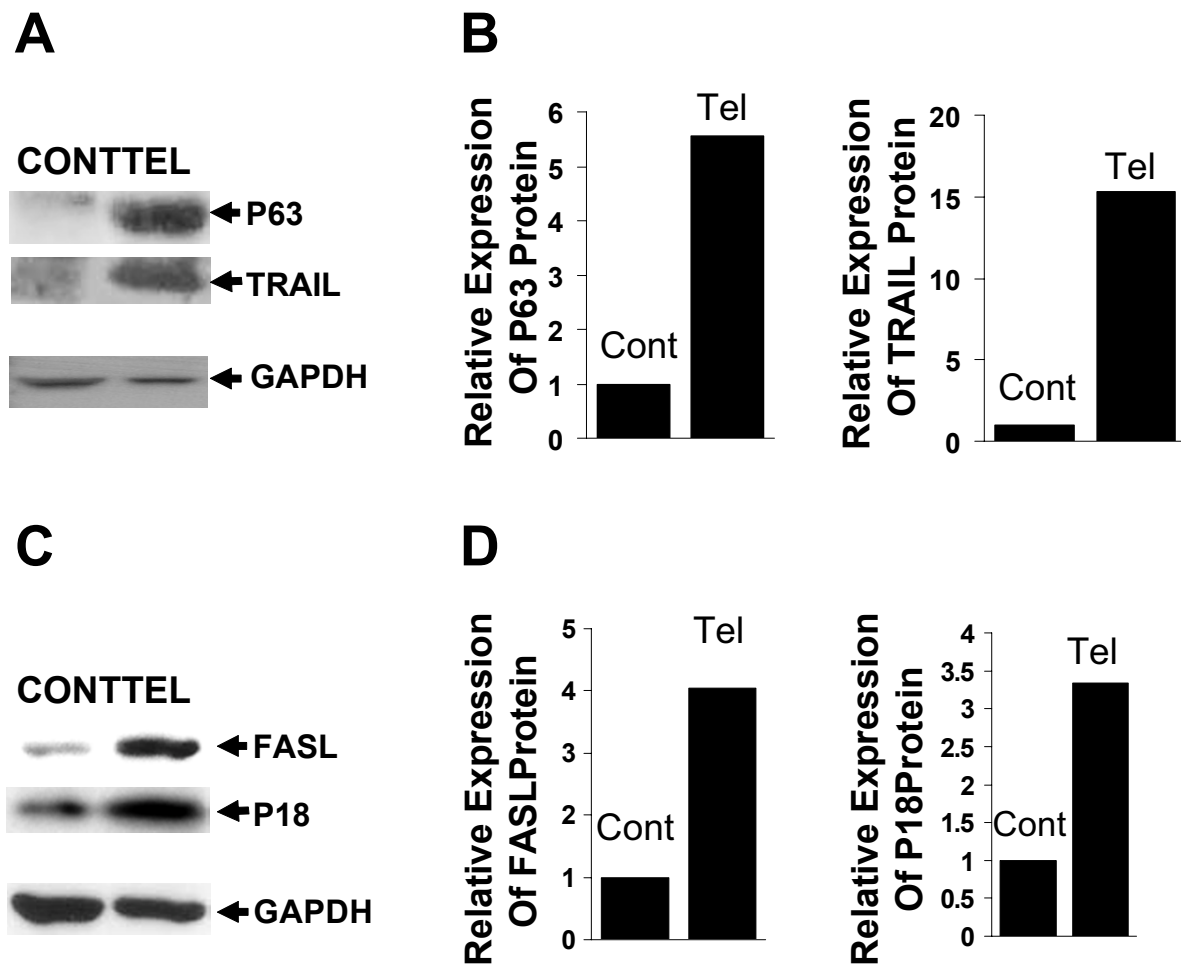 A
CONTTEL
P63
TRAIL
GAPDH
B
Relative Expression
Of P63 Protein
6
5
4
3
2
1
0
Cont
Tel
Relative Expression
Of TRAIL Protein
20
15
10
5
0
Cont
Tel
C
CONTTEL
FASL
P18
GAPDH
D
Relative Expression
Of FASLProtein
5
4
3
2
1
0
Cont
Tel
Relative Expression
Of P18Protein
4
3.5
3
2.5
2
1.5
1
0.5
0
Cont
Tel